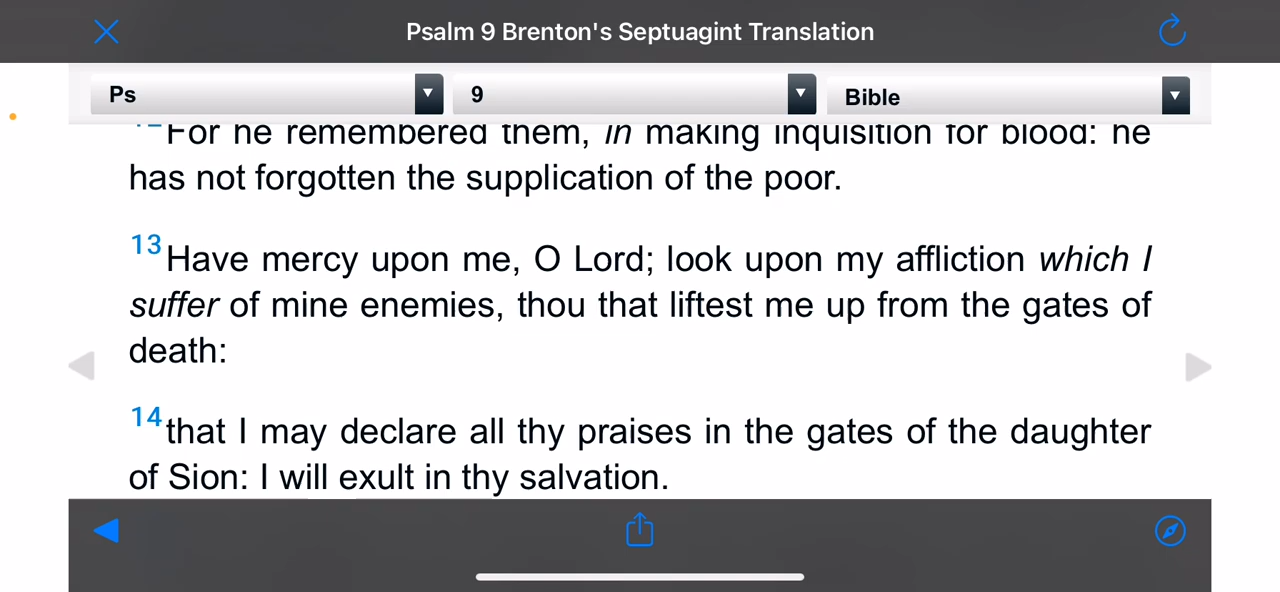 Psalm 9 Brenton's Septuagint Translation
Ps 9 Bible
For he remembered them, in making inquisition for blood: he
has not forgotten the supplication of the poor.
13 Have mercy upon me, O Lord; look upon my affliction which I
suffer of mine enemies, thou that liftest me up from the gates of
death:
14 that I may declare all thy praises in the gates of the daughter
of Sion: I will exult in thy salvation.